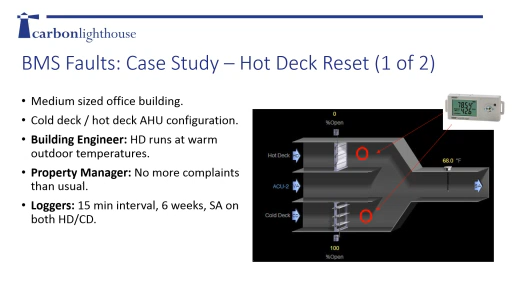 carbonlighthouse
BMS Faults: Case Study – Hot Deck Reset (1 of 2)
• Medium sized office building.
• Cold deck / hot deck AHU configuration.
• Building Engineer: HD runs at warm
outdoor temperatures.
• Property Manager: No more complaints
than usual.
• Loggers: 15 min interval, 6 weeks, SA on
both HD/CD.
0
%Open
Hot Deck
68.0 °F
ACU-2
Cold Deck
100
%Open